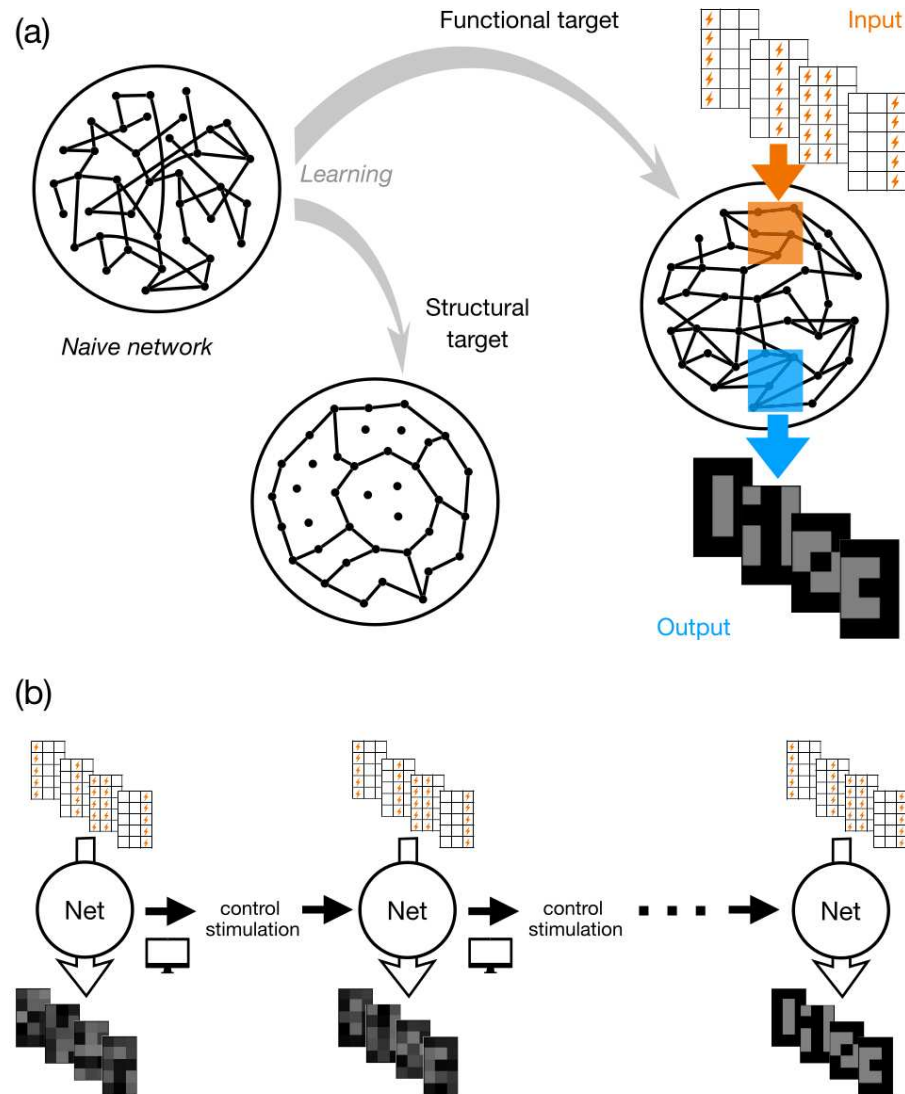 (a)
Functional target
Input
Learning
Structural
target
Naive network
Output
(b)
Net
control
stimulation
Net
control
stimulation
Net